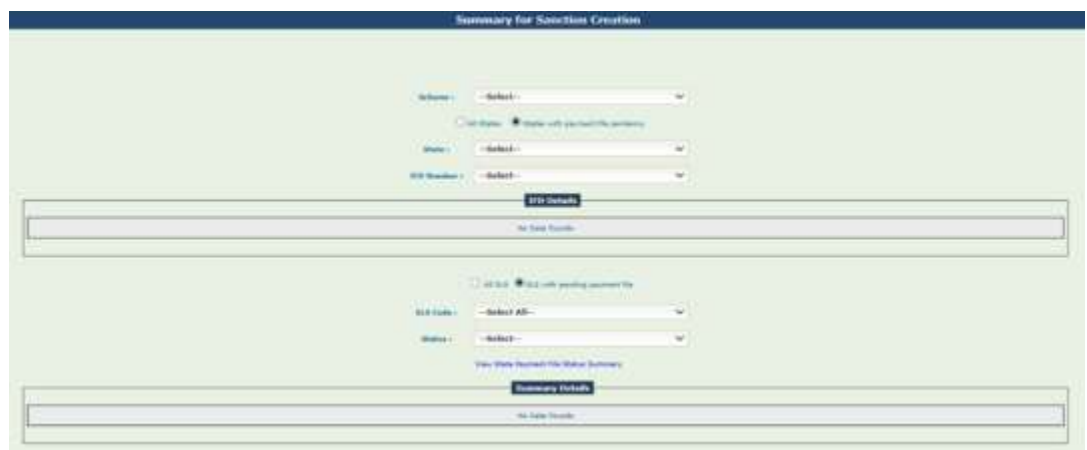 Summary for Sanction Creation
Scheme : --Select--
All States States with payment file pendency
State : --Select--
IFD Number : --Select--
IFD Details
No Data Found
All SLS SLS with pending payment file
SLS Code : --Select All--
Status : --Select--
View State Payment File Status Summary
Summary Details
No Data Found